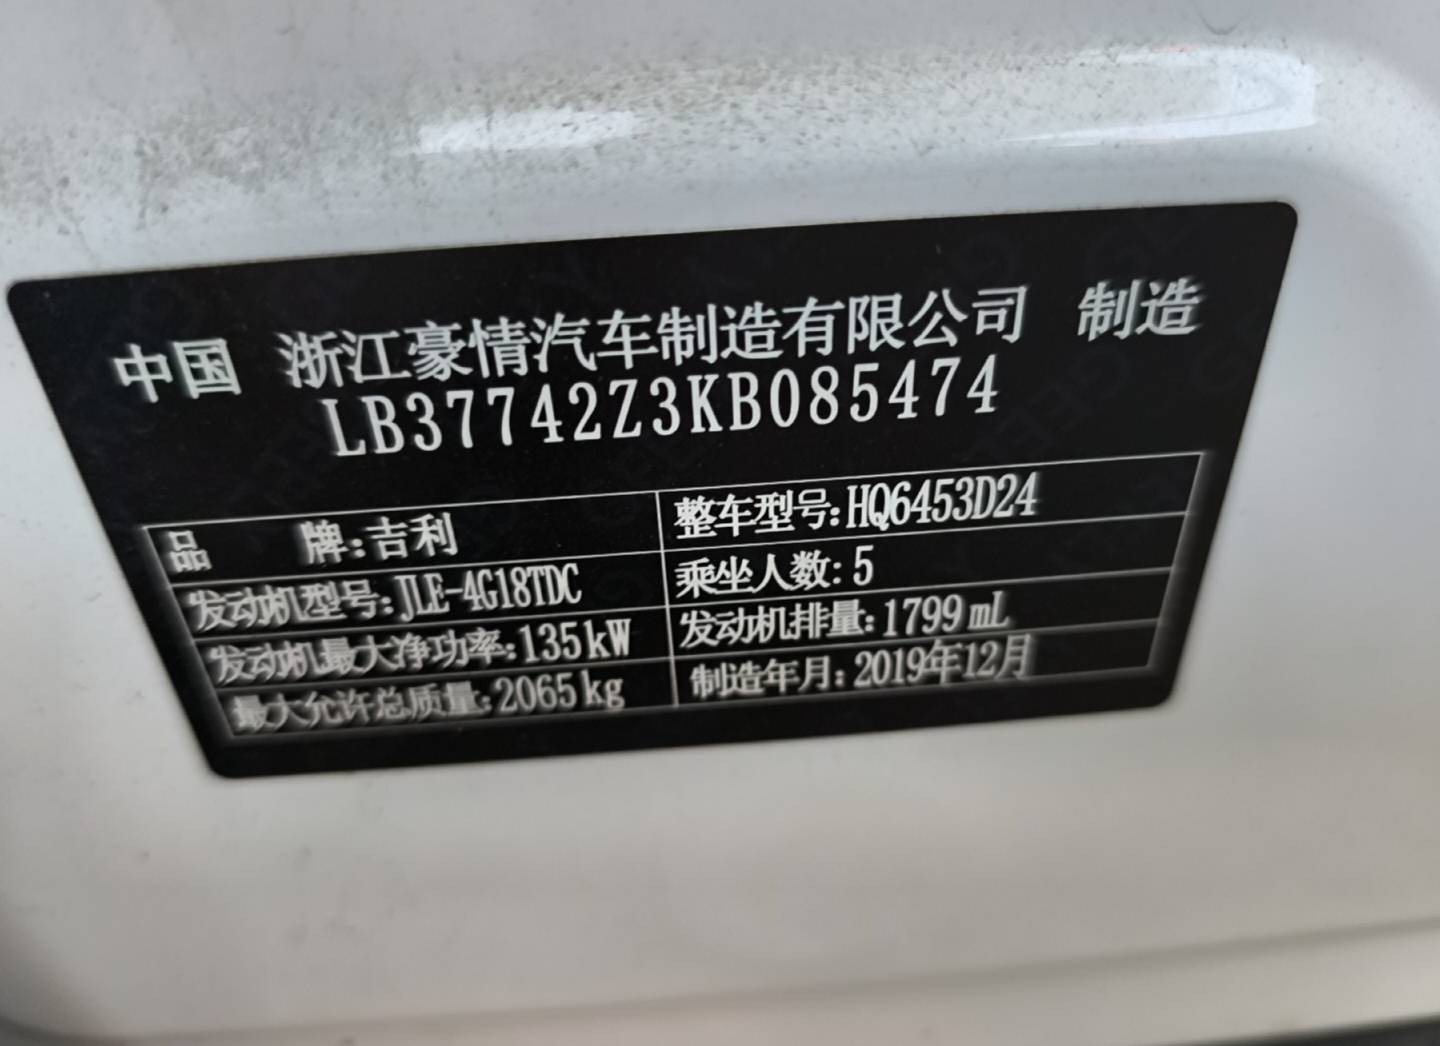 中国 浙江豪情汽车制造有限公司 制造
LB37742Z3KB085474
品 牌:吉利 整车型号:HQ6453D24
发动机型号:JLE-4G18TDC 乘坐人数:5
发动机最大净功率:135kW 发动机排量:1799mL
最大允许总质量:2065kg 制造年月:2019年12月